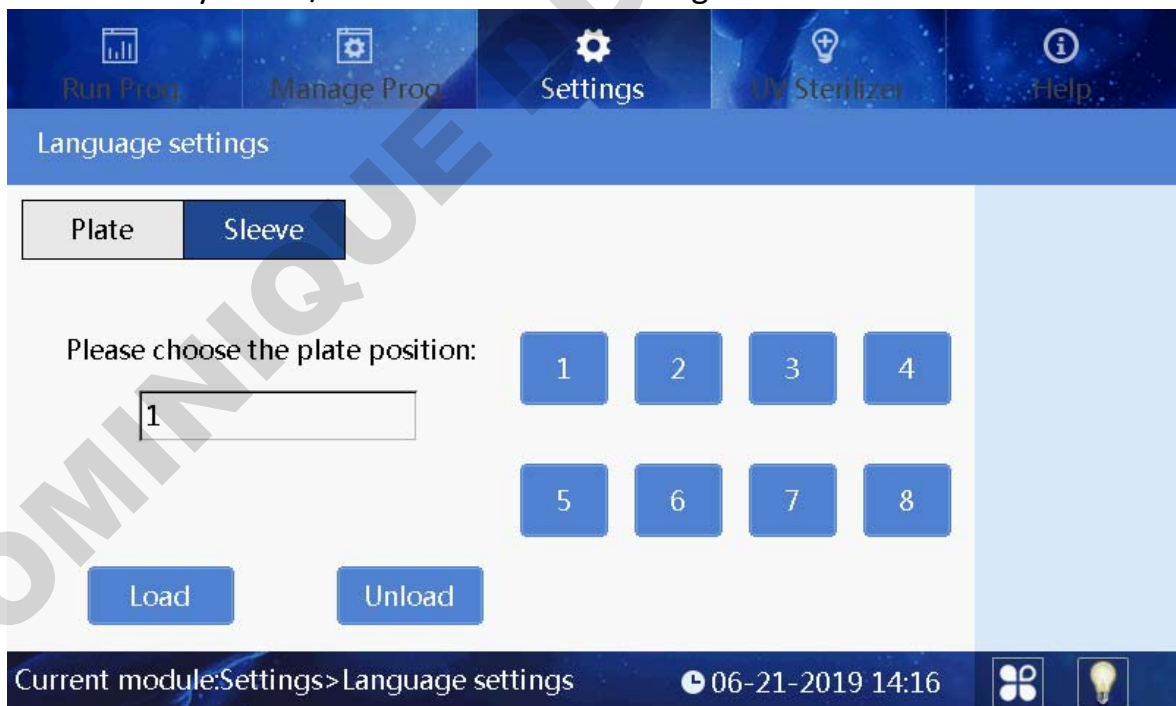 Run Prog. Manage Prog. Settings UV Sterilizer Help
Language settings
Plate Sleeve
Please choose the plate position:
1
1 2 3 4
5 6 7 8
Load Unload
Current module:Settings>Language settings 06-21-2019 14:16
OMINIQUE